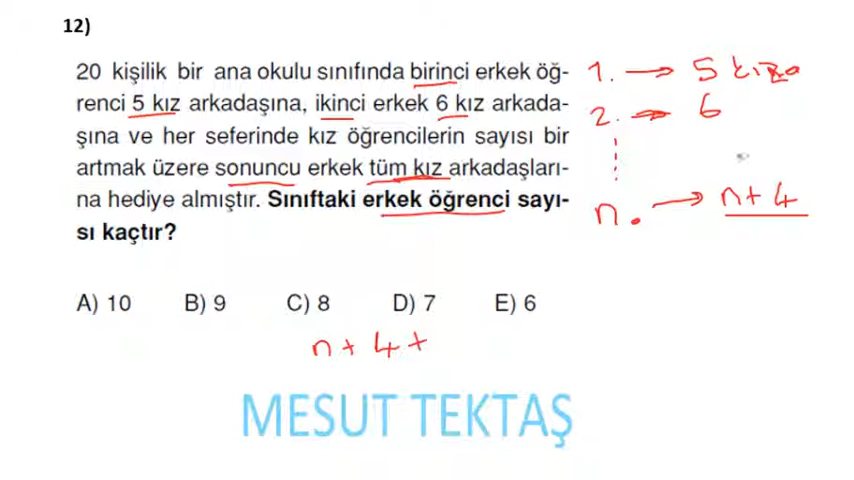 12)
20 kişilik bir ana okulu sınıfında birinci erkek öğ-
renci 5 kız arkadaşına, ikinci erkek 6 kız arkada-
şına ve her seferinde kız öğrencilerin sayısı bir
artmak üzere sonuncu erkek tüm kız arkadaşları-
na hediye almıştır. Sınıftaki erkek öğrenci sayı-
sı kaçtır?
1. → 5 kıza
2. → 6
n. → n+4
A) 10 B) 9 C) 8 D) 7 E) 6
n + 4 +
MESUT TEKTAŞ